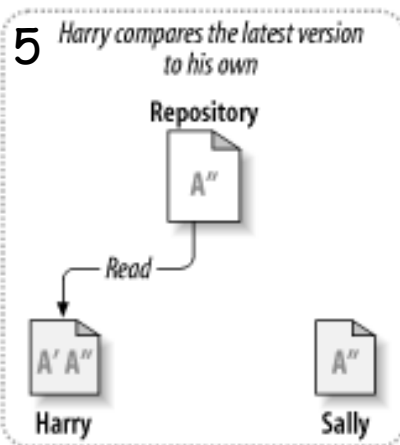 5 Harry compares the latest version
to his own
Repository
A″
Read
A′ A″
A″
Harry
Sally